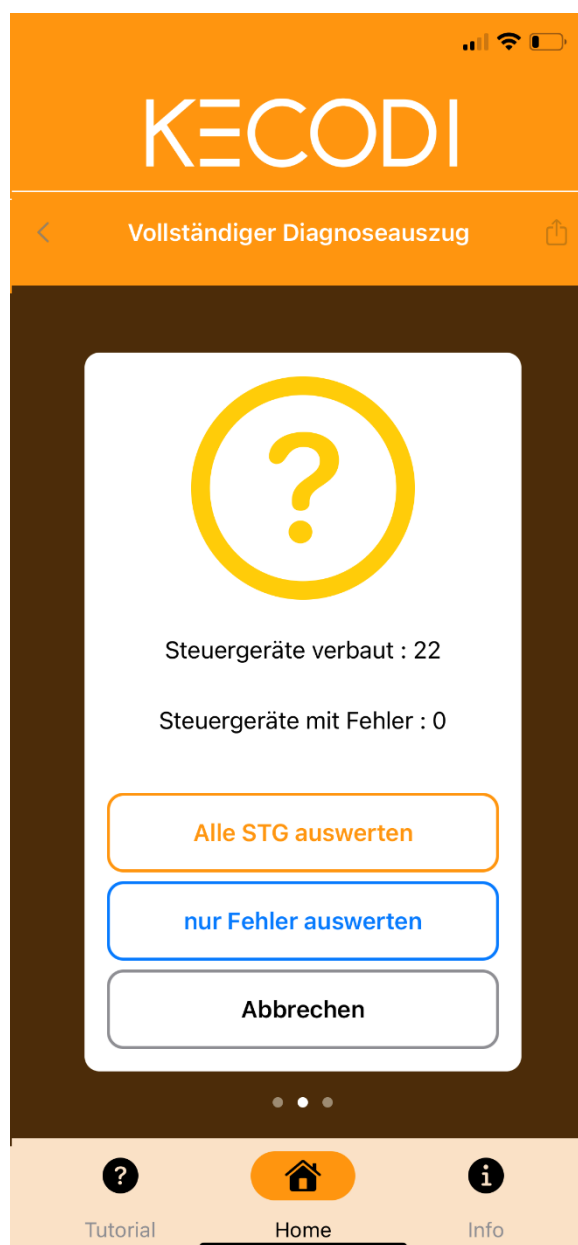 KECODI
Vollständiger Diagnoseauszug
?
Steuergeräte verbaut : 22
Steuergeräte mit Fehler : 0
Alle STG auswerten
nur Fehler auswerten
Abbrechen
Tutorial Home Info